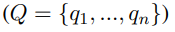 (Q = {q₁, ..., qₙ})